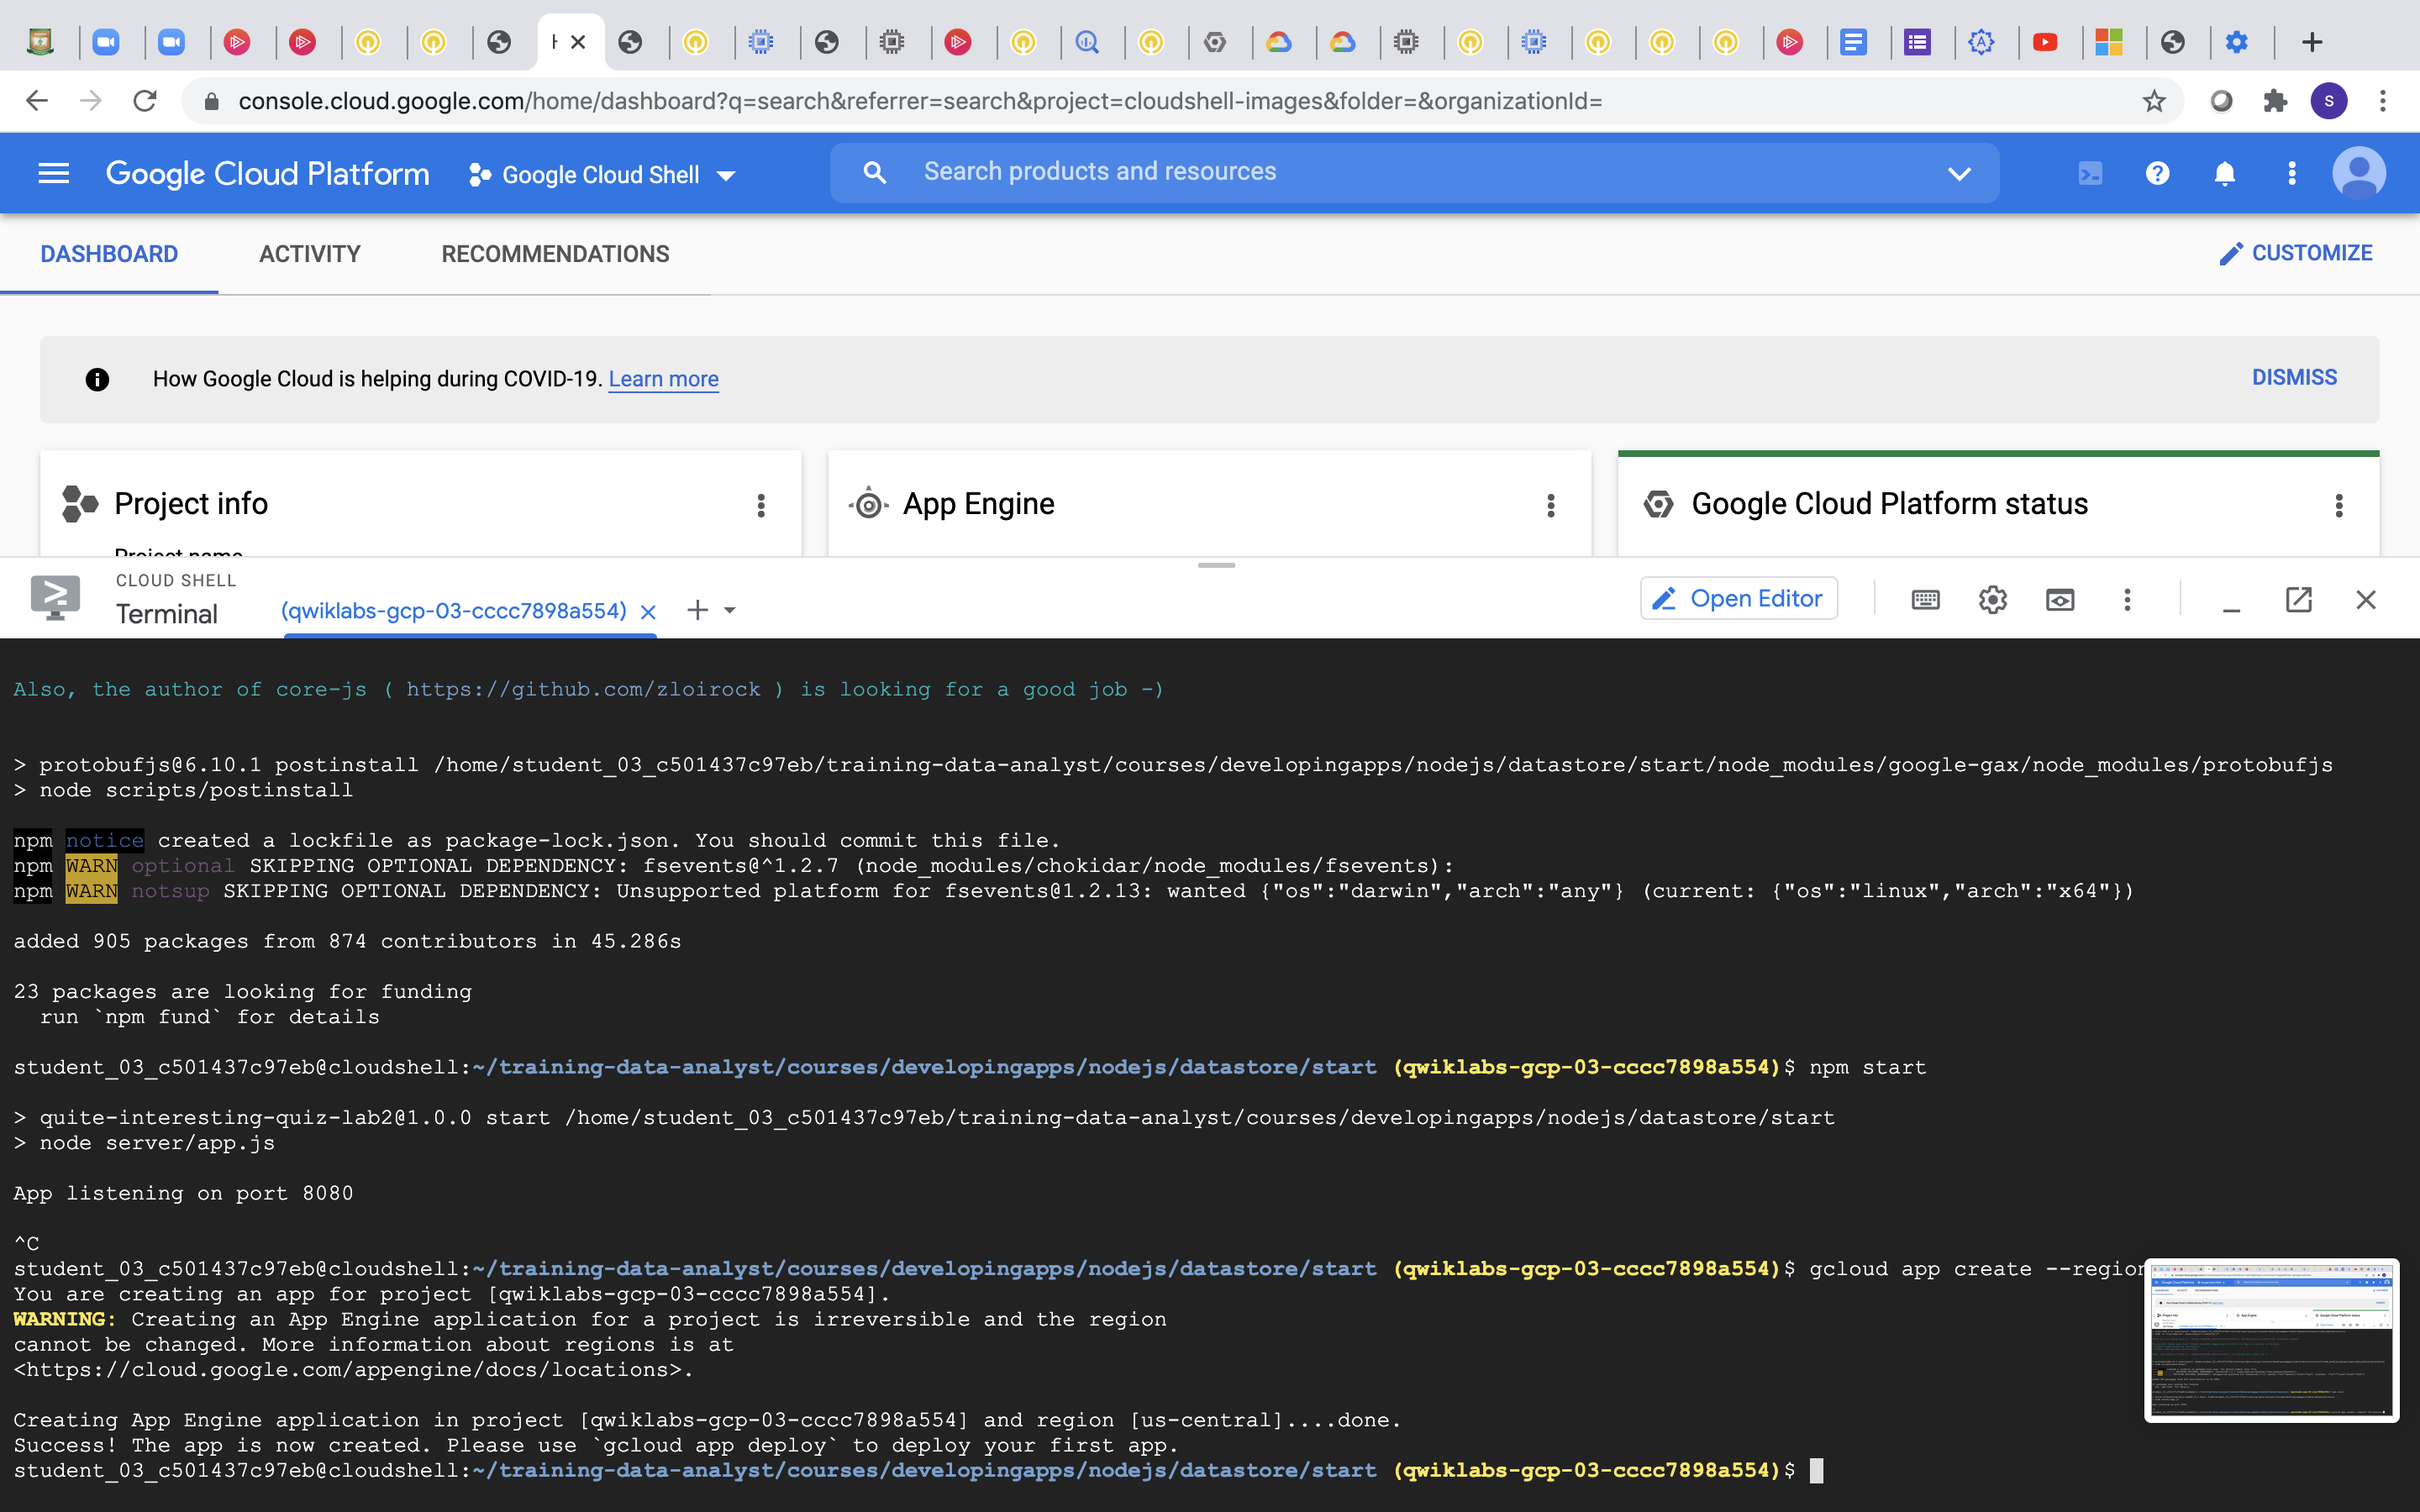 console.cloud.google.com/home/dashboard?q=search&referrer=search&project=cloudshell-images&folder=&organizationId=
S
Google Cloud Platform
Google Cloud Shell
Search products and resources
DASHBOARD
ACTIVITY
RECOMMENDATIONS
CUSTOMIZE
How Google Cloud is helping during COVID-19. Learn more
DISMISS
Project info
App Engine
Google Cloud Platform status
Project name
CLOUD SHELL
Terminal
(qwiklabs-gcp-03-cccc7898a554)
Open Editor
Also, the author of core-js ( https://github.com/zloirock ) is looking for a good job -)
> protobufjs@6.10.1 postinstall /home/student_03_c501437c97eb/training-data-analyst/courses/developingapps/nodejs/datastore/start/node_modules/google-gax/node_modules/protobufjs
> node scripts/postinstall
npm notice created a lockfile as package-lock.json. You should commit this file.
npm WARN optional SKIPPING OPTIONAL DEPENDENCY: fsevents@^1.2.7 (node_modules/chokidar/node_modules/fsevents):
npm WARN notsup SKIPPING OPTIONAL DEPENDENCY: Unsupported platform for fsevents@1.2.13: wanted {"os":"darwin","arch":"any"} (current: {"os":"linux","arch":"x64"})
added 905 packages from 874 contributors in 45.286s
23 packages are looking for funding
run `npm fund` for details
student_03_c501437c97eb@cloudshell:~/training-data-analyst/courses/developingapps/nodejs/datastore/start (qwiklabs-gcp-03-cccc7898a554)$ npm start
> quite-interesting-quiz-lab2@1.0.0 start /home/student_03_c501437c97eb/training-data-analyst/courses/developingapps/nodejs/datastore/start
> node server/app.js
App listening on port 8080
^C
student_03_c501437c97eb@cloudshell:~/training-data-analyst/courses/developingapps/nodejs/datastore/start (qwiklabs-gcp-03-cccc7898a554)$ gcloud app create --region
You are creating an app for project [qwiklabs-gcp-03-cccc7898a554].
WARNING: Creating an App Engine application for a project is irreversible and the region
cannot be changed. More information about regions is at
<https://cloud.google.com/appengine/docs/locations>.
Creating App Engine application in project [qwiklabs-gcp-03-cccc7898a554] and region [us-central]....done.
Success! The app is now created. Please use `gcloud app deploy` to deploy your first app.
student_03_c501437c97eb@cloudshell:~/training-data-analyst/courses/developingapps/nodejs/datastore/start (qwiklabs-gcp-03-cccc7898a554)$